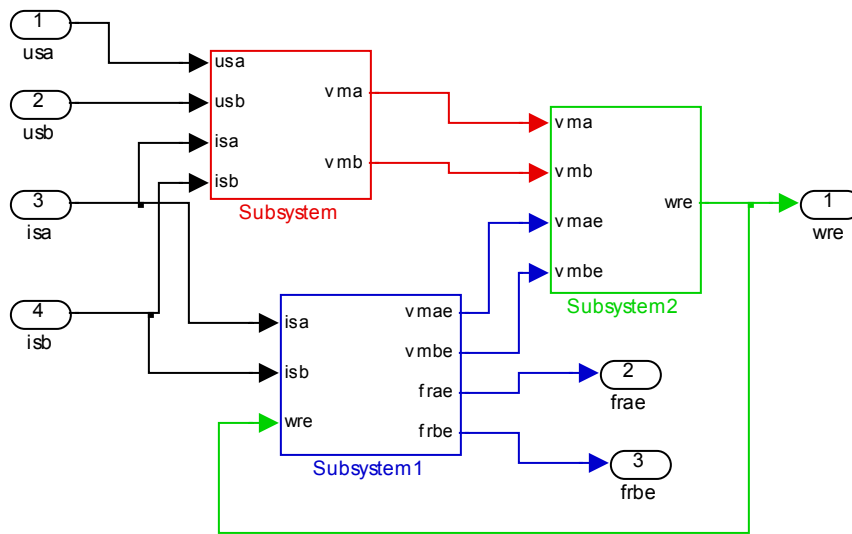 1
usa
2
usb
3
isa
4
isb
usa
usb
isa
isb
vma
vmb
Subsystem
isa
isb
wre
vmae
vmbe
frae
frbe
Subsystem1
vma
vmb
vmae
vmbe
wre
Subsystem2
1
wre
2
frae
3
frbe